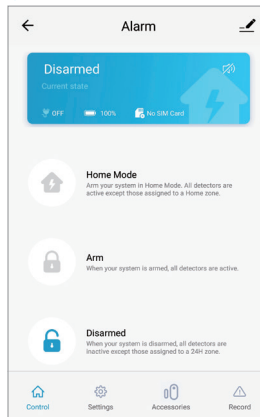 Alarm
Disarmed
Current state
OFF
100%
No SIM Card
Home Mode
Arm your system in Home Mode. All detectors are
active except those assigned to a Home zone.
Arm
When your system is armed, all detectors are active.
Disarmed
When your system is disarmed, all detectors are
inactive except those assigned to a 24H zone.
Control
Settings
Accessories
Record